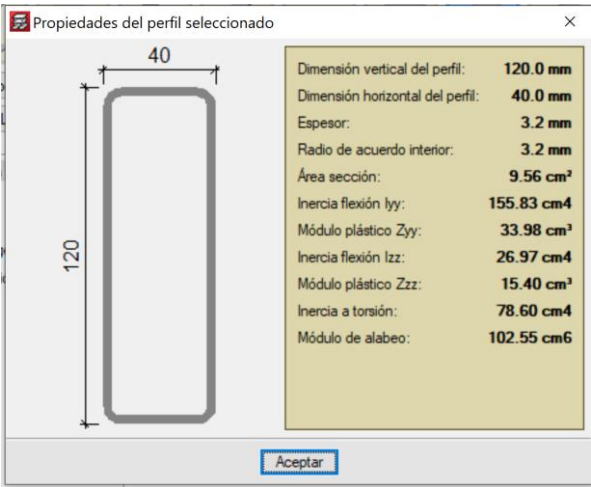 Propiedades del perfil seleccionado
40
120
Dimensión vertical del perfil: 120.0 mm
Dimensión horizontal del perfil: 40.0 mm
Espesor: 3.2 mm
Radio de acuerdo interior: 3.2 mm
Área sección: 9.56 cm²
Inercia flexión Iyy: 155.83 cm4
Módulo plástico Zyy: 33.98 cm³
Inercia flexión Izz: 26.97 cm4
Módulo plástico Zzz: 15.40 cm³
Inercia a torsión: 78.60 cm4
Módulo de alabeo: 102.55 cm6
Aceptar